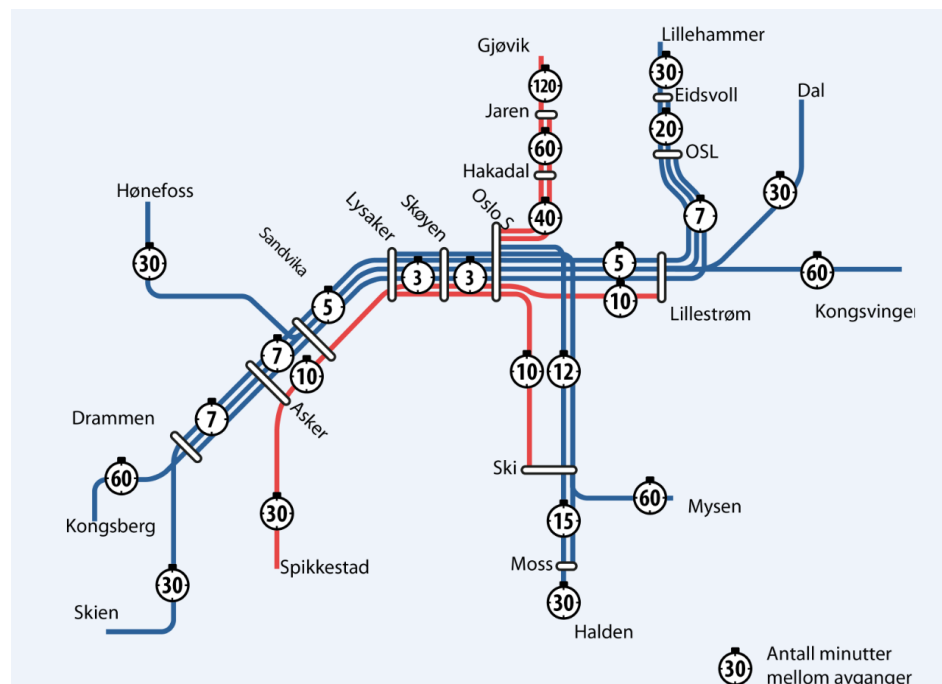 Lillehammer
Gjøvik
30
120
Dal
Eidsvoll
Jaren
20
60
OSL
Hakadal
30
Hønefoss
Oslo S
Skøyen
Lysaker
40
7
Sandvika
30
3
3
5
60
5
10
Lillestrøm
Kongsvinger
7
10
10
12
Asker
7
Drammen
Ski
60
60
Mysen
Kongsberg
30
15
Moss
Spikkestad
30
30
Skien
Halden
30
Antall minutter
mellom avganger